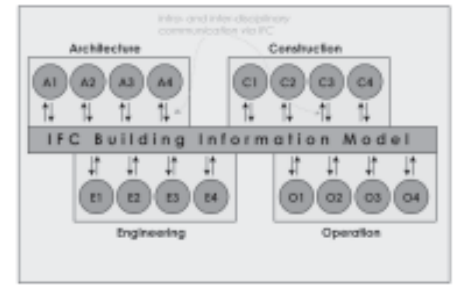 Intra- and inter-disciplinary
communication via IFC
Architecture
Construction
A1 A2 A3 A4
C1 C2 C3 C4
IFC Building Information Model
E1 E2 E3 E4
O1 O2 O3 O4
Engineering
Operation